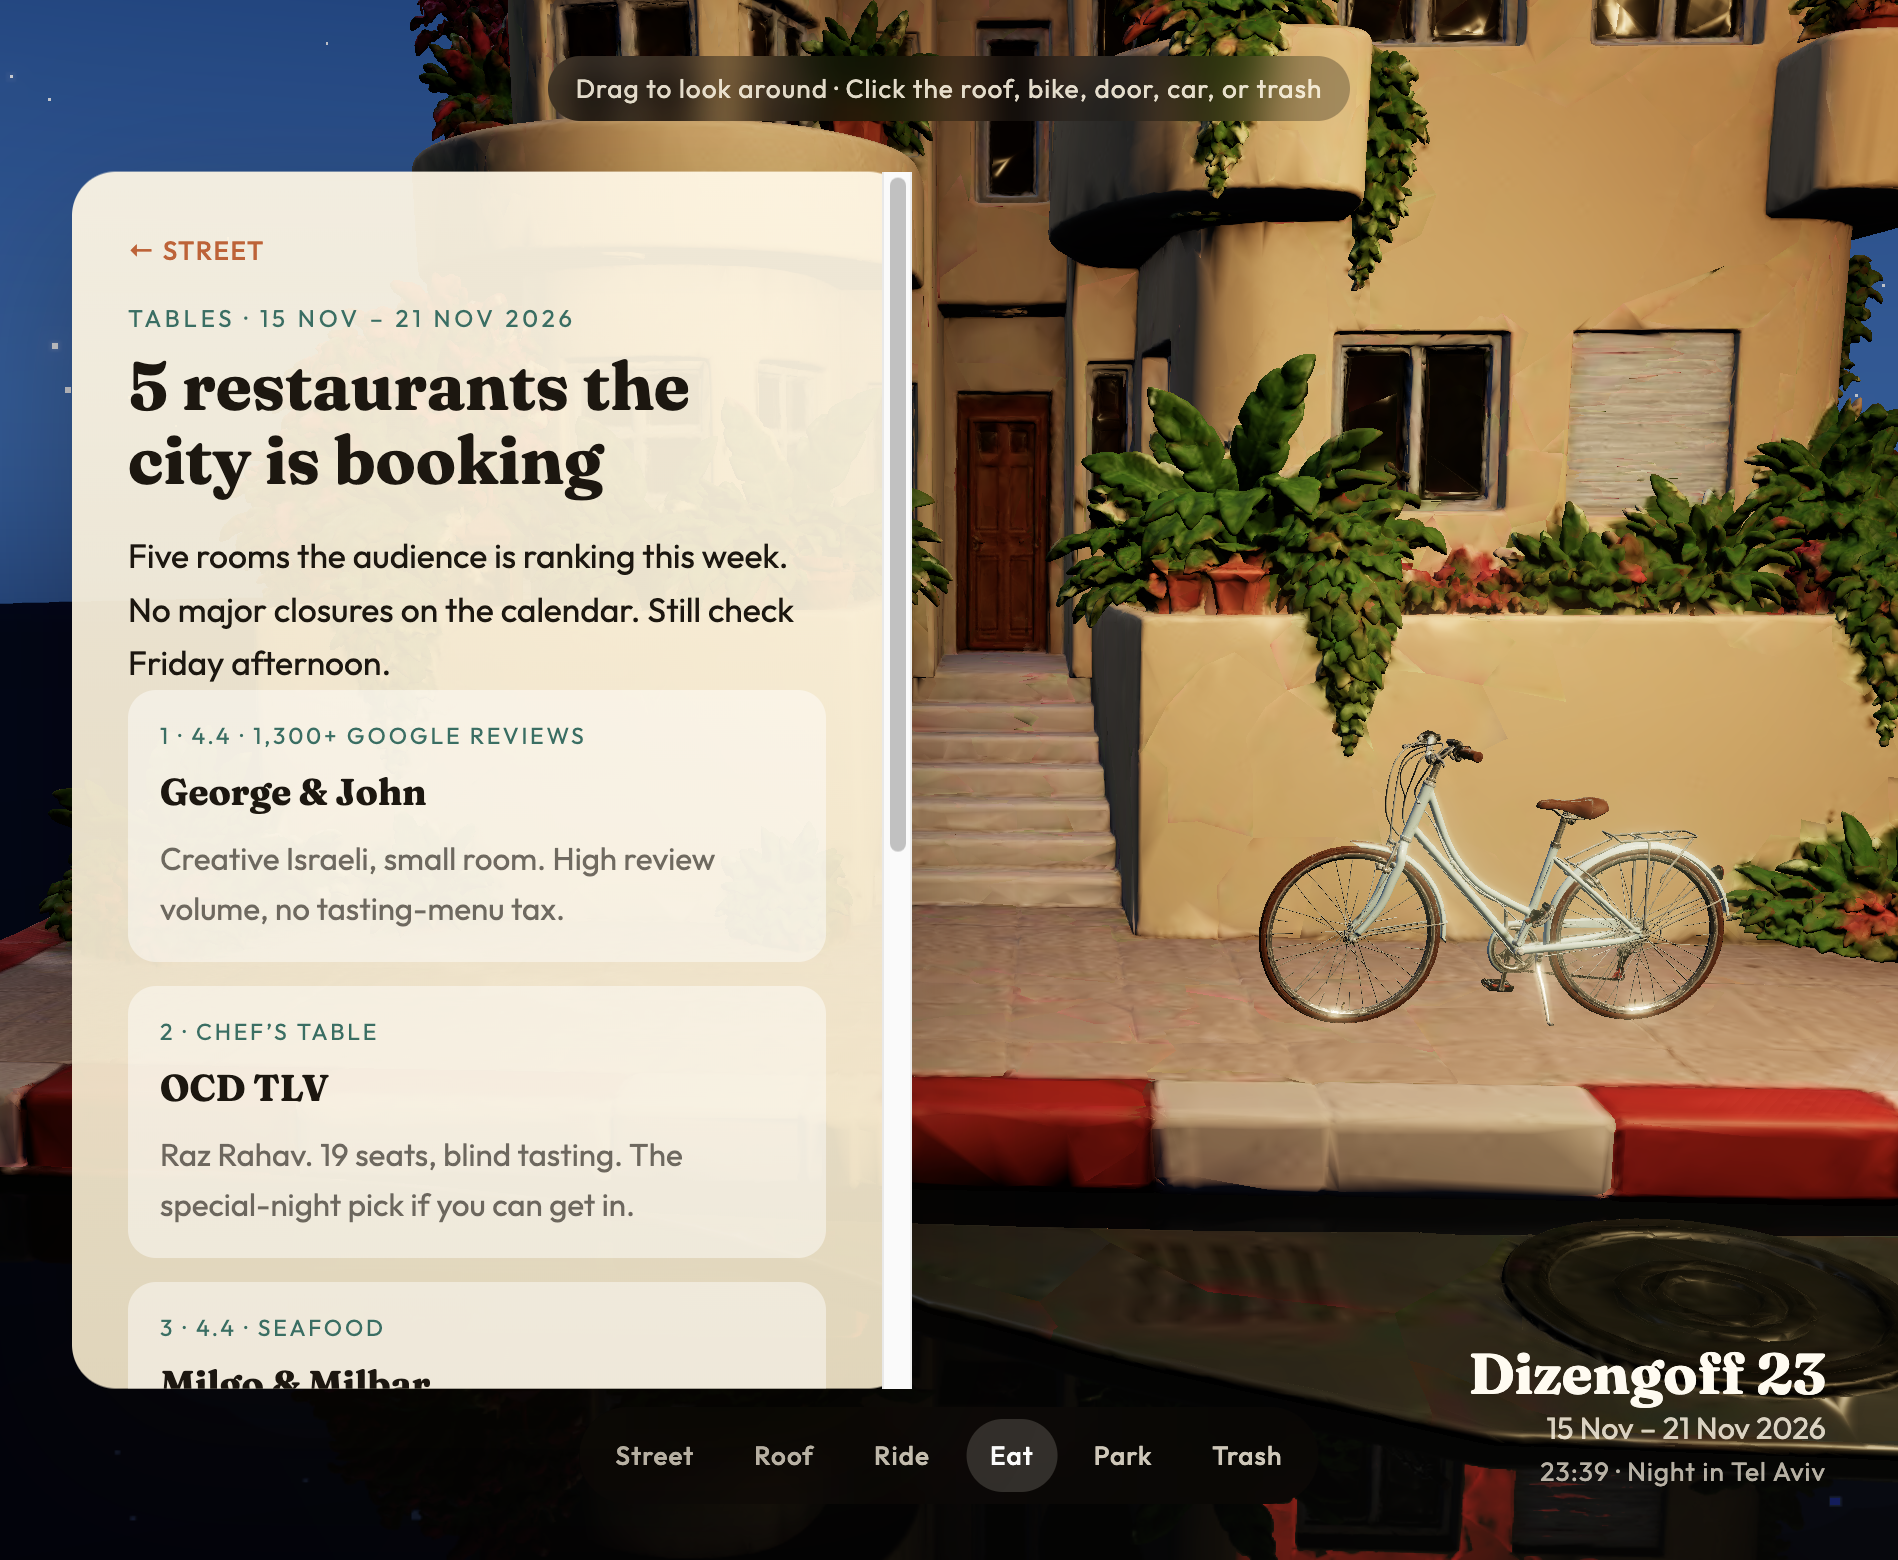 Drag to look around · Click the roof, bike, door, car, or trash
← STREET
TABLES · 15 NOV – 21 NOV 2026
5 restaurants the
city is booking
Five rooms the audience is ranking this week.
No major closures on the calendar. Still check
Friday afternoon.
1 · 4.4 · 1,300+ GOOGLE REVIEWS
George & John
Creative Israeli, small room. High review
volume, no tasting-menu tax.
2 · CHEF’S TABLE
OCD TLV
Raz Rahav. 19 seats, blind tasting. The
special-night pick if you can get in.
3 · 4.4 · SEAFOOD
Milgo & Milbar
Street Roof Ride Eat Park Trash
Dizengoff 23
15 Nov – 21 Nov 2026
23:39 · Night in Tel Aviv